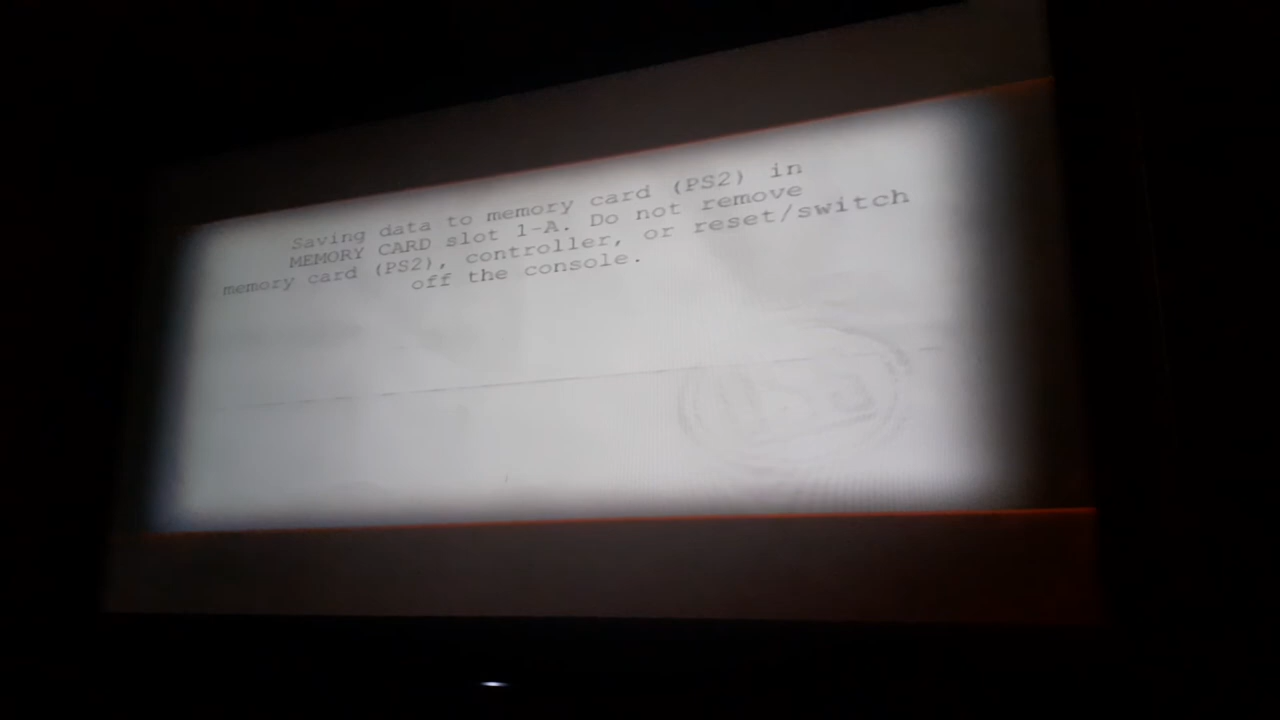 Saving data to memory card (PS2) in
MEMORY CARD slot 1-A. Do not remove
memory card (PS2), controller, or reset/switch
off the console.